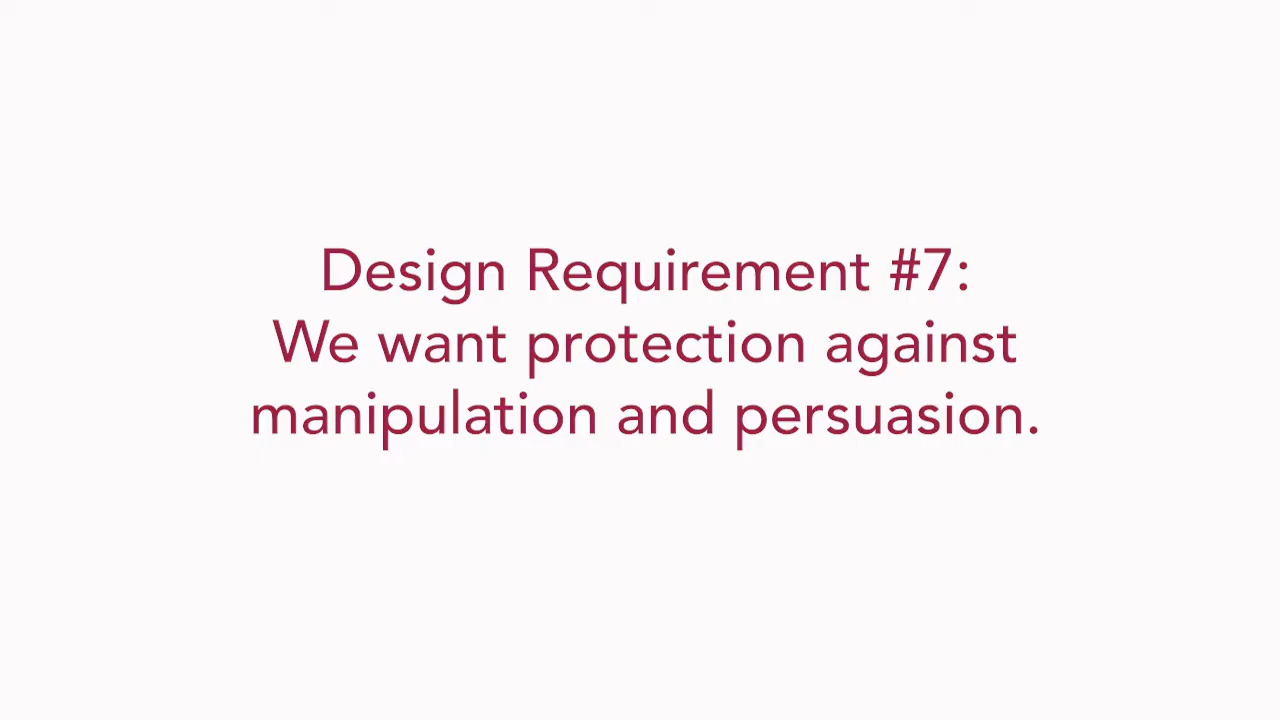 Design Requirement #7:
We want protection against
manipulation and persuasion.